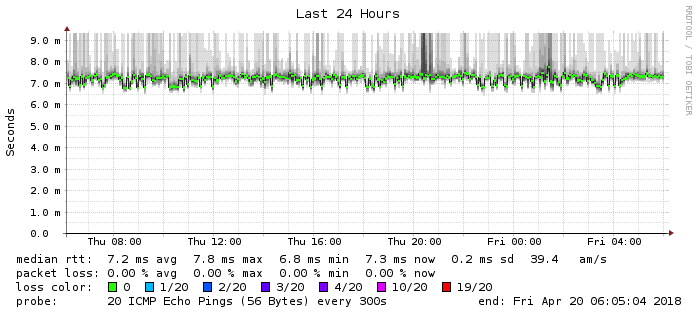 Last 24 Hours
RRDTOOL / TOBI OETIKER
Seconds
9.0 m
8.0 m
7.0 m
6.0 m
5.0 m
4.0 m
3.0 m
2.0 m
1.0 m
0.0
Thu 08:00 Thu 12:00 Thu 16:00 Thu 20:00 Fri 00:00 Fri 04:00
median rtt: 7.2 ms avg 7.8 ms max 6.8 ms min 7.3 ms now 0.2 ms sd 39.4 am/s
packet loss: 0.00 % avg 0.00 % max 0.00 % min 0.00 % now
loss color: 0 1/20 2/20 3/20 4/20 10/20 19/20
probe: 20 ICMP Echo Pings (56 Bytes) every 300s end: Fri Apr 20 06:05:04 2018